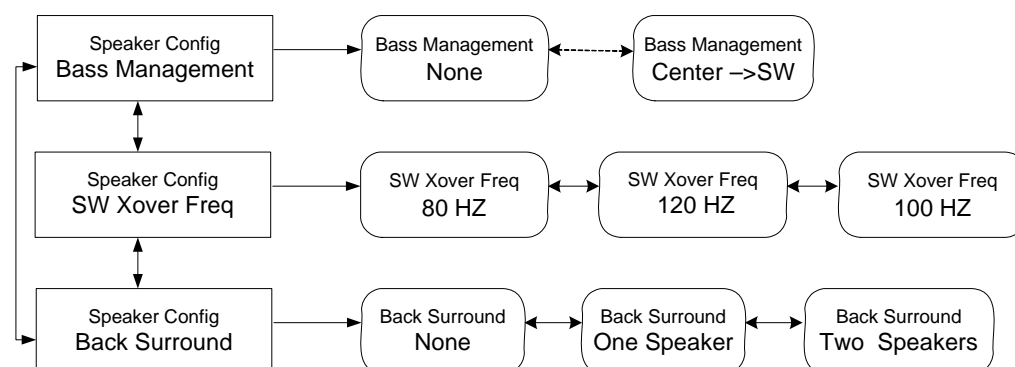 Speaker Config
Bass Management
Bass Management
None
Bass Management
Center –>SW
Speaker Config
SW Xover Freq
SW Xover Freq
80 HZ
SW Xover Freq
120 HZ
SW Xover Freq
100 HZ
Speaker Config
Back Surround
Back Surround
None
Back Surround
One Speaker
Back Surround
Two Speakers